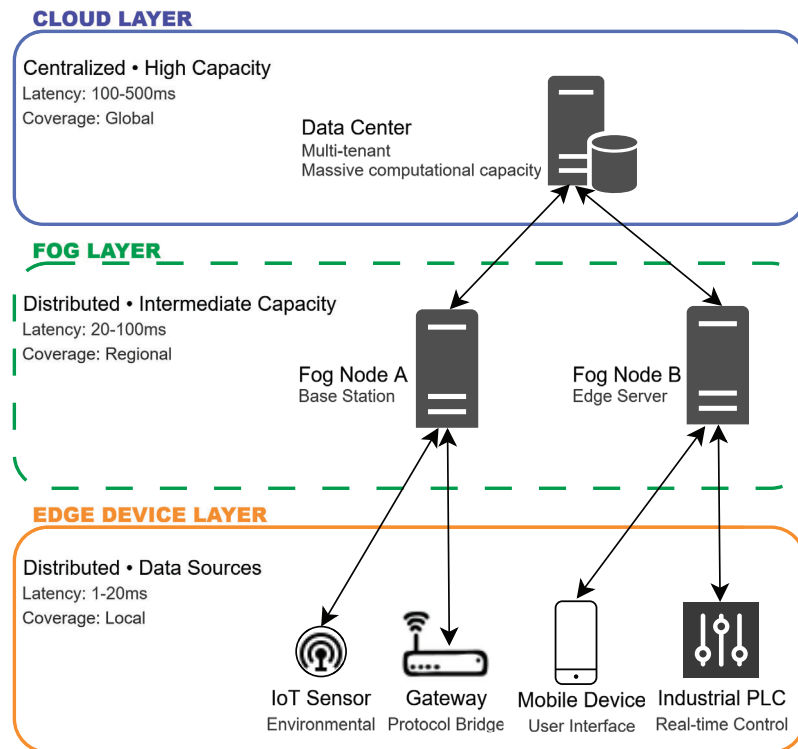 CLOUD LAYER
Centralized • High Capacity
Latency: 100-500ms
Coverage: Global
Data Center
Multi-tenant
Massive computational capacity
FOG LAYER
Distributed • Intermediate Capacity
Latency: 20-100ms
Coverage: Regional
Fog Node A
Base Station
Fog Node B
Edge Server
EDGE DEVICE LAYER
Distributed • Data Sources
Latency: 1-20ms
Coverage: Local
IoT Sensor
Environmental
Gateway
Protocol Bridge
Mobile Device
User Interface
Industrial PLC
Real-time Control